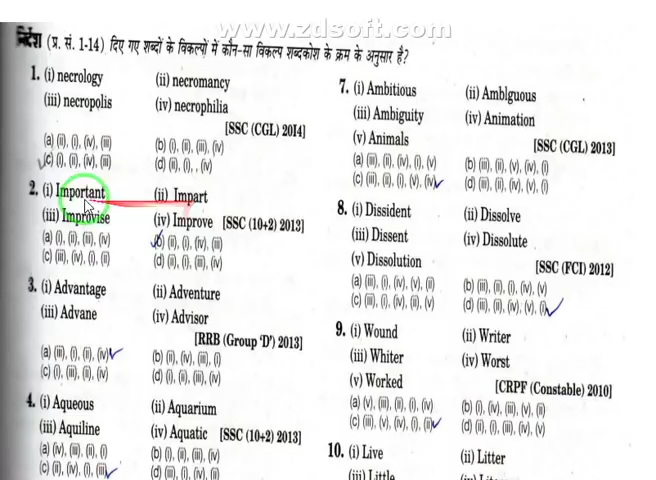 www.zdsoft.com
निर्देश (प्र. सं. 1-14) दिए गए शब्दों के विकल्पों में कौन-सा विकल्प शब्दकोश के क्रम के अनुसार है?
1. (i) necrology (ii) necromancy
(iii) necropolis (iv) necrophilia
[SSC (CGL) 2014]
(a) (ii), (i), (iv), (iii) (b) (i), (ii), (iii), (iv)
(c) (i), (ii), (iv), (iii) (d) (ii), (i), , (iv)
2. (i) Important (ii) Impart
(iii) Improvise (iv) Improve [SSC (10+2) 2013]
(a) (i), (ii), (iii), (iv) (b) (ii), (i), (iv), (iii)
(c) (iii), (iv), (i), (ii) (d) (ii), (i), (iii), (iv)
3. (i) Advantage (ii) Adventure
(iii) Advane (iv) Advisor
[RRB (Group 'D') 2013]
(a) (iii), (i), (ii), (iv) (b) (ii), (iv), (iii), (i)
(c) (i), (iii), (ii), (iv) (d) (i), (ii), (iii), (iv)
4. (i) Aqueous (ii) Aquarium
(iii) Aquiline (iv) Aquatic [SSC (10+2) 2013]
(a) (iv), (iii), (ii), (i) (b) (i), (ii), (iii), (iv)
(c) (ii), (iv), (i), (iii) (d) (iii), (i), (iv), (ii)
7. (i) Ambitious (ii) Amblguous
(iii) Ambiguity (iv) Animation
(v) Animals [SSC (CGL) 2013]
(a) (iii), (ii), (iv), (i), (v) (b) (iii), (ii), (v), (iv), (i)
(c) (iii), (ii), (i), (v), (iv) (d) (iii), (ii), (iv), (v), (i)
8. (i) Dissident (ii) Dissolve
(iii) Dissent (iv) Dissolute
(v) Dissolution [SSC (FCI) 2012]
(a) (iii), (i), (iv), (v), (ii) (b) (iii), (i), (ii), (iv), (v)
(c) (iii), (i), (iv), (ii), (v) (d) (iii), (ii), (iv), (v), (i)
9. (i) Wound (ii) Writer
(iii) Whiter (iv) Worst
(v) Worked [CRPF (Constable) 2010]
(a) (v), (iii), (ii), (i), (iv) (b) (i), (iv), (iii), (v), (ii)
(c) (iii), (v), (iv), (i), (ii) (d) (ii), (i), (iii), (iv), (v)
10. (i) Live (ii) Litter
(iii) Little